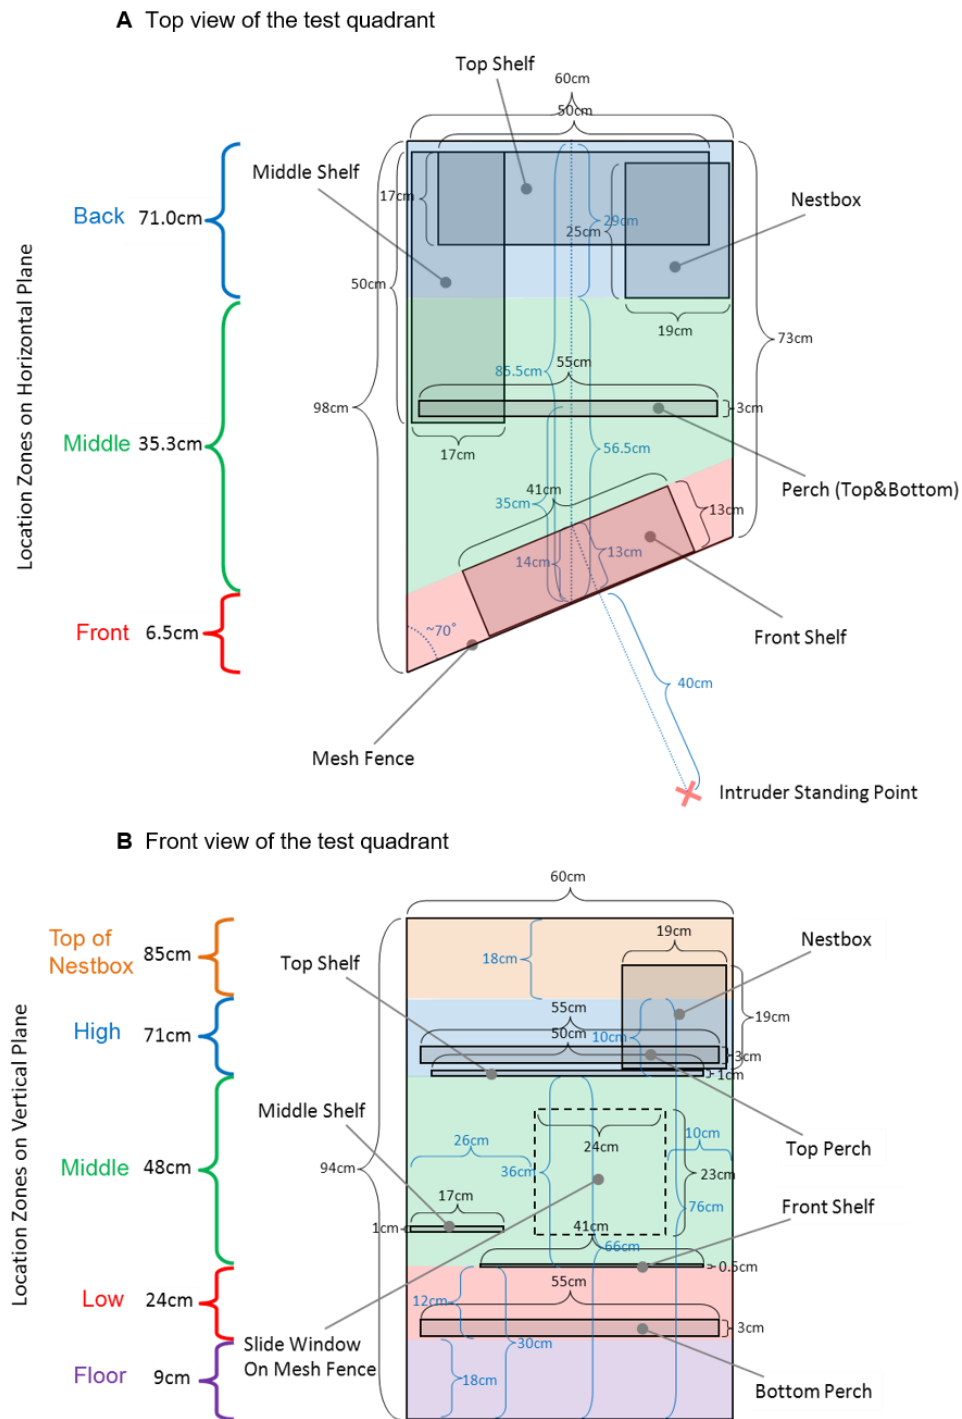 A Top view of the test quadrant
Top Shelf
60cm
50cm
Middle Shelf
17cm
Nestbox
Back 71.0cm
29cm
25cm
50cm
19cm
73cm
85.5cm
55cm
98cm
3cm
Middle 35.3cm
17cm
56.5cm
Perch (Top&Bottom)
41cm
35cm
13cm
13cm
14cm
Front 6.5cm
~70°
Front Shelf
40cm
Mesh Fence
Intruder Standing Point
Location Zones on Horizontal Plane
B Front view of the test quadrant
60cm
Top of
Nestbox
85cm
19cm
Nestbox
Top Shelf
18cm
High 71cm
55cm
50cm
10cm
19cm
3cm
1cm
Middle Shelf
10cm
Top Perch
26cm
24cm
94cm
Middle 48cm
36cm
23cm
17cm
76cm
Front Shelf
1cm
41cm
66cm
0.5cm
55cm
Low 24cm
12cm
3cm
Slide Window
On Mesh Fence
30cm
Floor 9cm
18cm
Bottom Perch
Location Zones on Vertical Plane